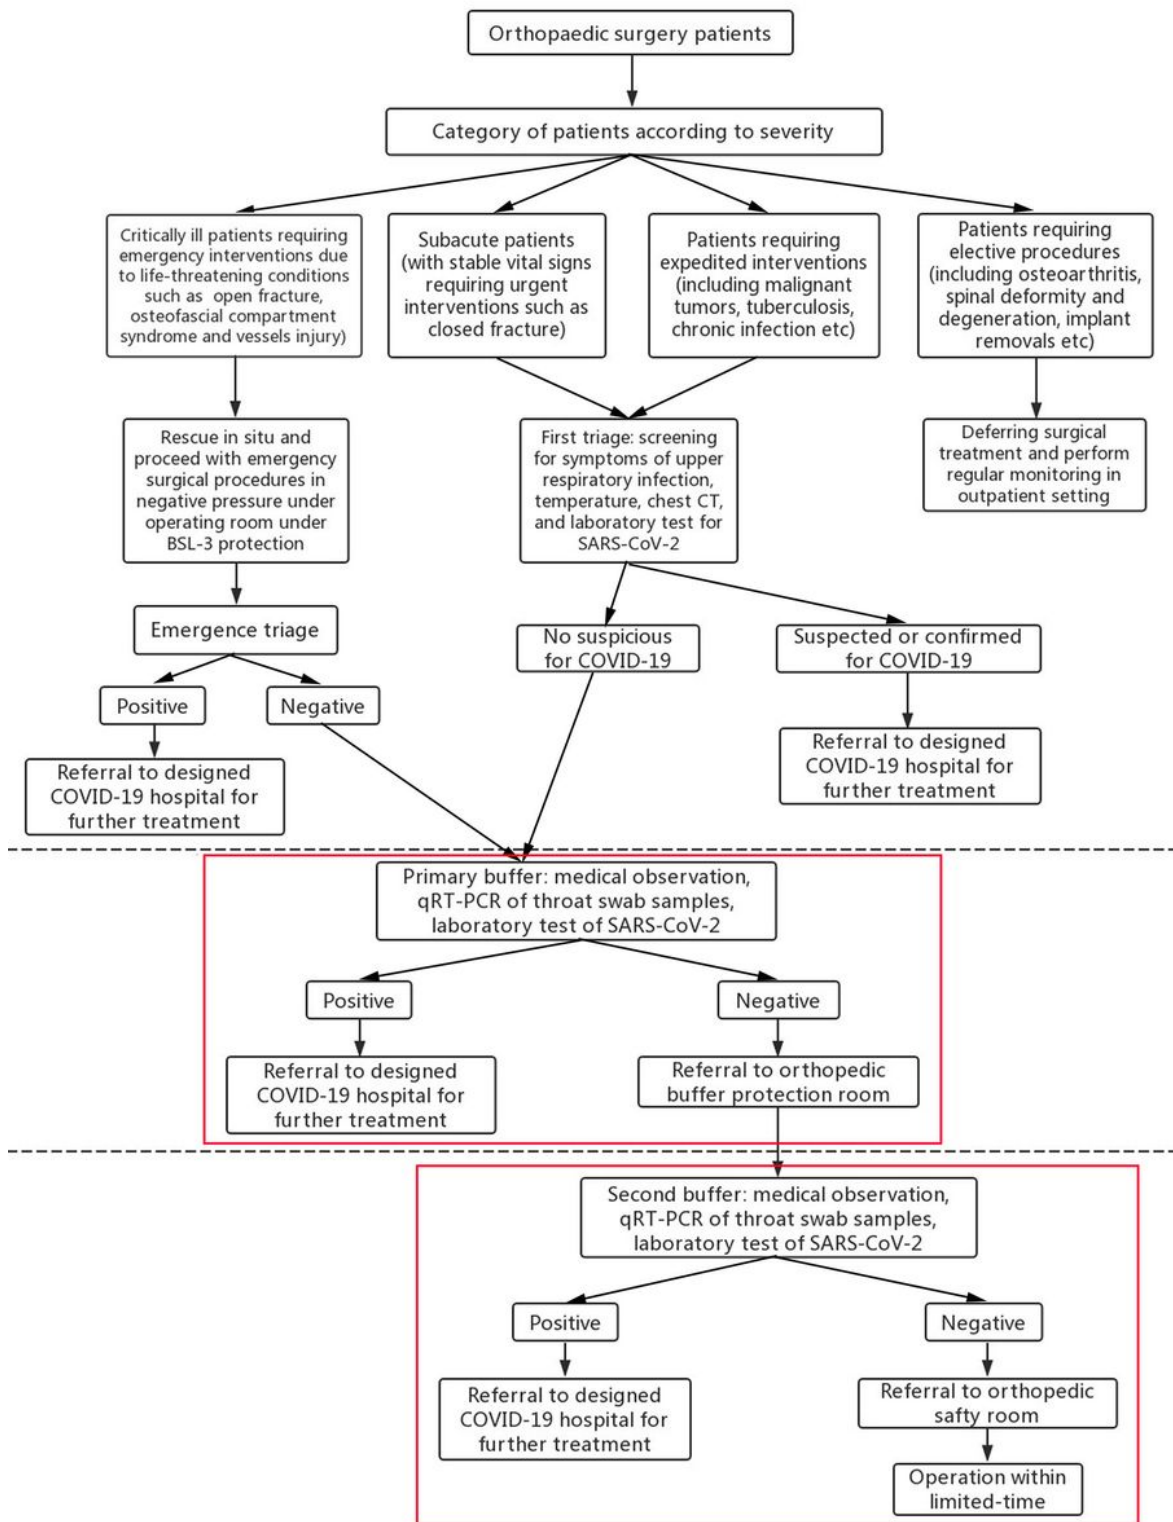 Orthopaedic surgery patients
Category of patients according to severity
Critically ill patients requiring
emergency interventions due
to life-threatening conditions
such as open fracture,
osteofascial compartment
syndrome and vessels injury)
Subacute patients
(with stable vital signs
requiring urgent
interventions such as
closed fracture)
Patients requiring
expedited interventions
(including malignant
tumors, tuberculosis,
chronic infection etc)
Patients requiring
elective procedures
(including osteoarthritis,
spinal deformity and
degeneration, implant
removals etc)
Rescue in situ and
proceed with emergency
surgical procedures in
negative pressure under
operating room under
BSL-3 protection
First triage: screening
for symptoms of upper
respiratory infection,
temperature, chest CT,
and laboratory test for
SARS-CoV-2
Deferring surgical
treatment and perform
regular monitoring in
outpatient setting
Emergence triage
No suspicious
for COVID-19
Suspected or confirmed
for COVID-19
Positive
Negative
Referral to designed
COVID-19 hospital for
further treatment
Referral to designed
COVID-19 hospital for
further treatment
Primary buffer: medical observation,
qRT-PCR of throat swab samples,
laboratory test of SARS-CoV-2
Positive
Negative
Referral to designed
COVID-19 hospital for
further treatment
Referral to orthopedic
buffer protection room
Second buffer: medical observation,
qRT-PCR of throat swab samples,
laboratory test of SARS-CoV-2
Positive
Negative
Referral to designed
COVID-19 hospital for
further treatment
Referral to orthopedic
safty room
Operation within
limited-time